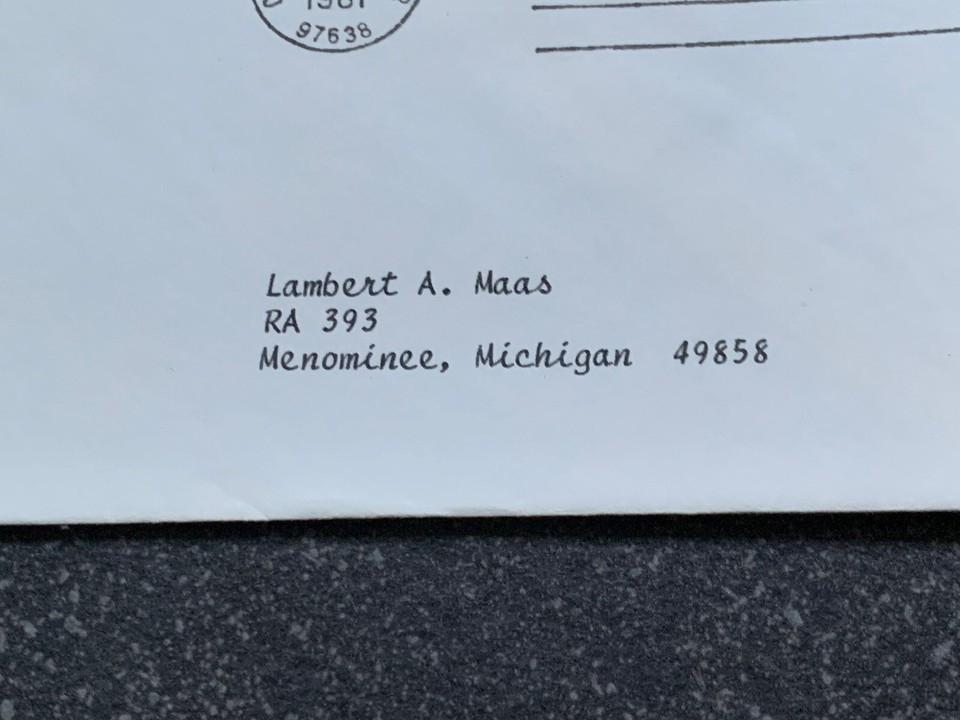 97638
Lambert A. Maas
RA 393
Menominee, Michigan 49858